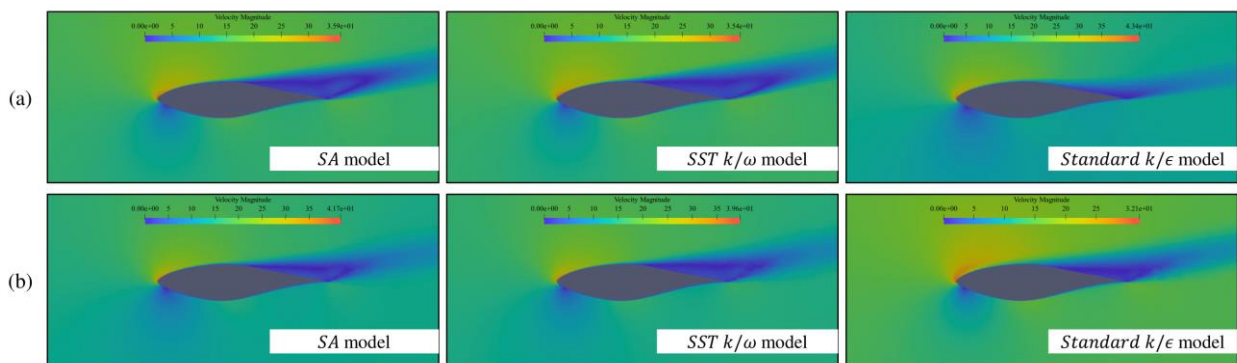 (a)
Velocity Magnitude
0.00e+00 5 10 15 20 25 30 3.59e+01
SA model
Velocity Magnitude
0.00e+00 5 10 15 20 25 30 3.54e+01
SST k/ω model
Velocity Magnitude
0.00e+00 5 10 15 20 25 30 35 4.34e+01
Standard k/ϵ model
(b)
Velocity Magnitude
0.00e+00 5 10 15 20 25 30 35 4.17e+01
SA model
Velocity Magnitude
0.00e+00 5 10 15 20 25 30 35 3.96e+01
SST k/ω model
Velocity Magnitude
0.00e+00 5 10 15 20 25 3.21e+01
Standard k/ϵ model